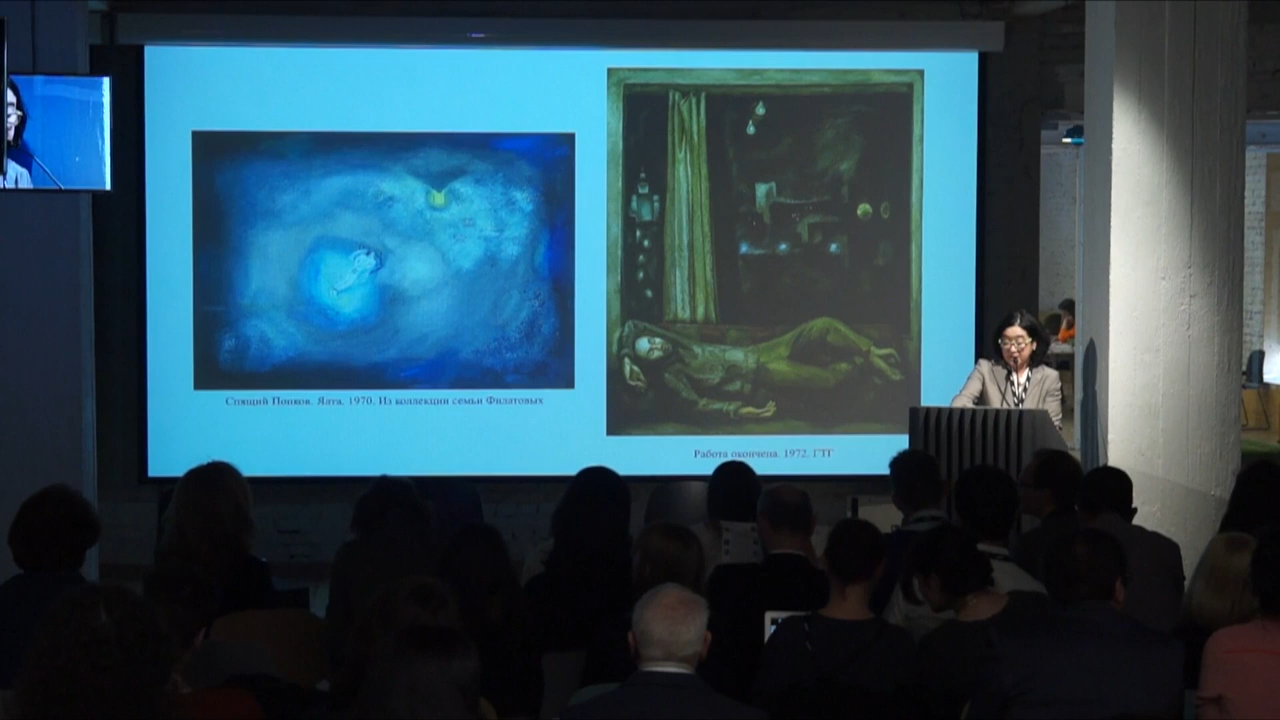 Спящий Попков. Ялта. 1970. Из коллекции семьи Филатовых
Работа окончена. 1972. ГТГ